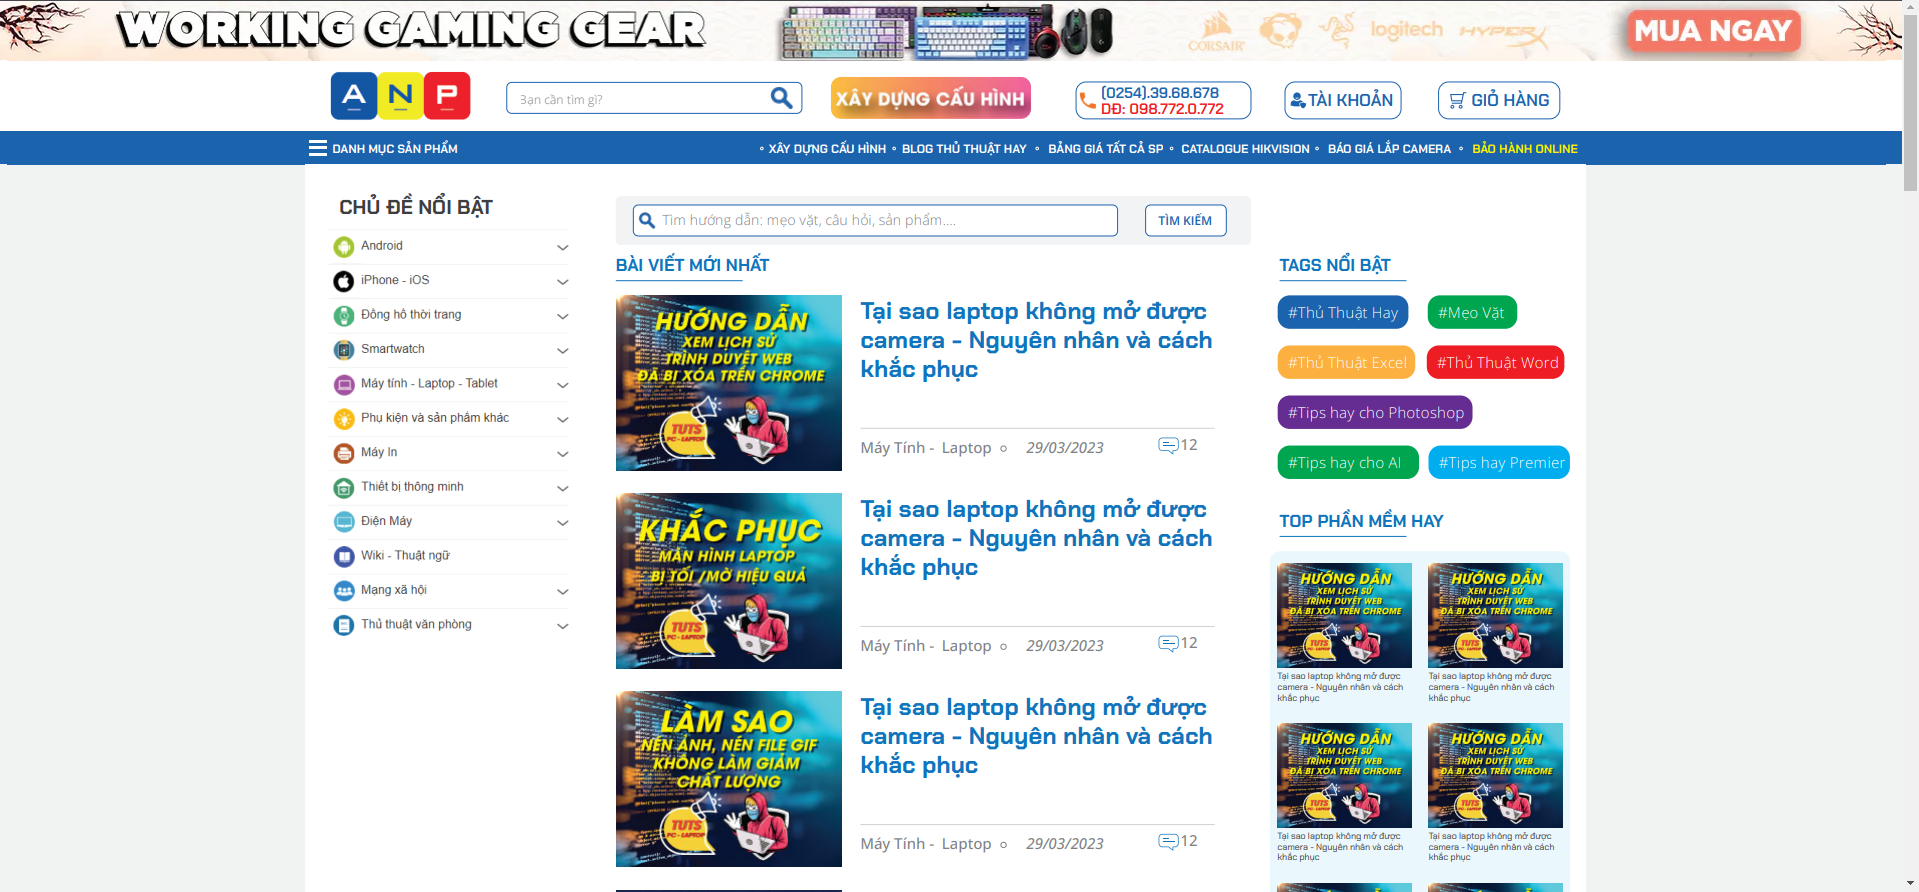 WORKING GAMING GEAR
CORSAIR
logitech
HYPERX
MUA NGAY
ANP
Bạn cần tìm gì?
XÂY DỰNG CẤU HÌNH
(0254).39.68.678
DĐ: 098.772.0.772
TÀI KHOẢN
GIỎ HÀNG
DANH MỤC SẢN PHẨM
XÂY DỰNG CẤU HÌNH
BLOG THỦ THUẬT HAY
BẢNG GIÁ TẤT CẢ SP
CATALOGUE HIKVISION
BÁO GIÁ LẮP CAMERA
BẢO HÀNH ONLINE
CHỦ ĐỀ NỔI BẬT
Android
iPhone - iOS
Đồng hồ thời trang
Smartwatch
Máy tính - Laptop - Tablet
Phụ kiện và sản phẩm khác
Máy In
Thiết bị thông minh
Điện Máy
Wiki - Thuật ngữ
Mạng xã hội
Thủ thuật văn phòng
Tìm hướng dẫn: mẹo vặt, câu hỏi, sản phẩm....
TÌM KIẾM
BÀI VIẾT MỚI NHẤT
HƯỚNG DẪN
XEM LỊCH SỬ
TRÌNH DUYỆT WEB
ĐÃ BỊ XÓA TRÊN CHROME
TUTS
PC - LAPTOP
Tại sao laptop không mở được
camera - Nguyên nhân và cách
khắc phục
Máy Tính - Laptop
29/03/2023
12
KHẮC PHỤC
MÀN HÌNH LAPTOP
BỊ TỐI /MỜ HIỆU QUẢ
TUTS
PC - LAPTOP
Tại sao laptop không mở được
camera - Nguyên nhân và cách
khắc phục
Máy Tính - Laptop
29/03/2023
12
LÀM SAO
NÉN ẢNH, NÉN FILE GIF
KHÔNG LÀM GIẢM
CHẤT LƯỢNG
TUTS
PC - LAPTOP
Tại sao laptop không mở được
camera - Nguyên nhân và cách
khắc phục
Máy Tính - Laptop
29/03/2023
12
TAGS NỔI BẬT
#Thủ Thuật Hay
#Mẹo Vặt
#Thủ Thuật Excel
#Thủ Thuật Word
#Tips hay cho Photoshop
#Tips hay cho AI
#Tips hay Premier
TOP PHẦN MỀM HAY
HƯỚNG DẪN
XEM LỊCH SỬ
TRÌNH DUYỆT WEB
ĐÃ BỊ XÓA TRÊN CHROME
TUTS
PC - LAPTOP
Tại sao laptop không mở được
camera - Nguyên nhân và cách
khắc phục
HƯỚNG DẪN
XEM LỊCH SỬ
TRÌNH DUYỆT WEB
ĐÃ BỊ XÓA TRÊN CHROME
TUTS
PC - LAPTOP
Tại sao laptop không mở được
camera - Nguyên nhân và cách
khắc phục
HƯỚNG DẪN
XEM LỊCH SỬ
TRÌNH DUYỆT WEB
ĐÃ BỊ XÓA TRÊN CHROME
TUTS
PC - LAPTOP
Tại sao laptop không mở được
camera - Nguyên nhân và cách
khắc phục
HƯỚNG DẪN
XEM LỊCH SỬ
TRÌNH DUYỆT WEB
ĐÃ BỊ XÓA TRÊN CHROME
TUTS
PC - LAPTOP
Tại sao laptop không mở được
camera - Nguyên nhân và cách
khắc phục